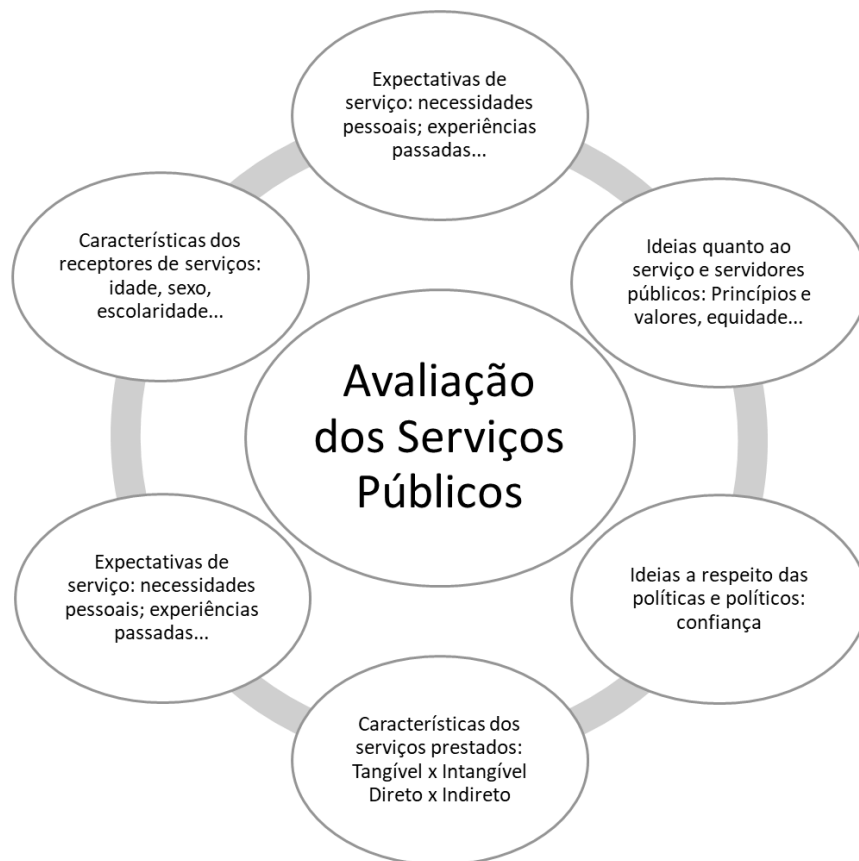 Expectativas de
serviço: necessidades
pessoais; experiências
passadas...
Ideias quanto ao
serviço e servidores
públicos: Princípios e
valores, equidade...
Ideias a respeito das
políticas e políticos:
confiança
Características dos
serviços prestados:
Tangível x Intangível
Direto x Indireto
Expectativas de
serviço: necessidades
pessoais; experiências
passadas...
Características dos
receptores de serviços:
idade, sexo,
escolaridade...
Avaliação
dos Serviços
Públicos